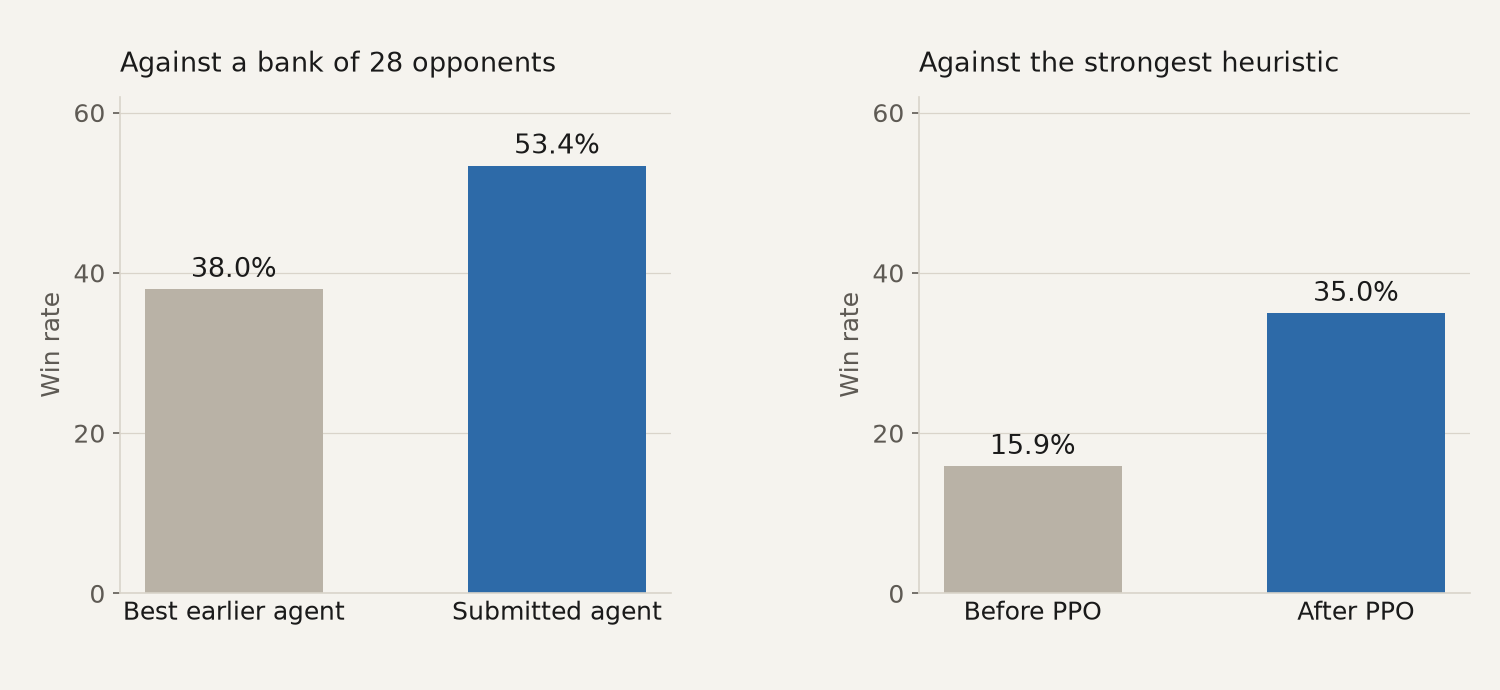 Against a bank of 28 opponents
60
40
20
0
Win rate
38.0%
53.4%
Best earlier agent
Submitted agent
Against the strongest heuristic
60
40
20
0
Win rate
15.9%
35.0%
Before PPO
After PPO